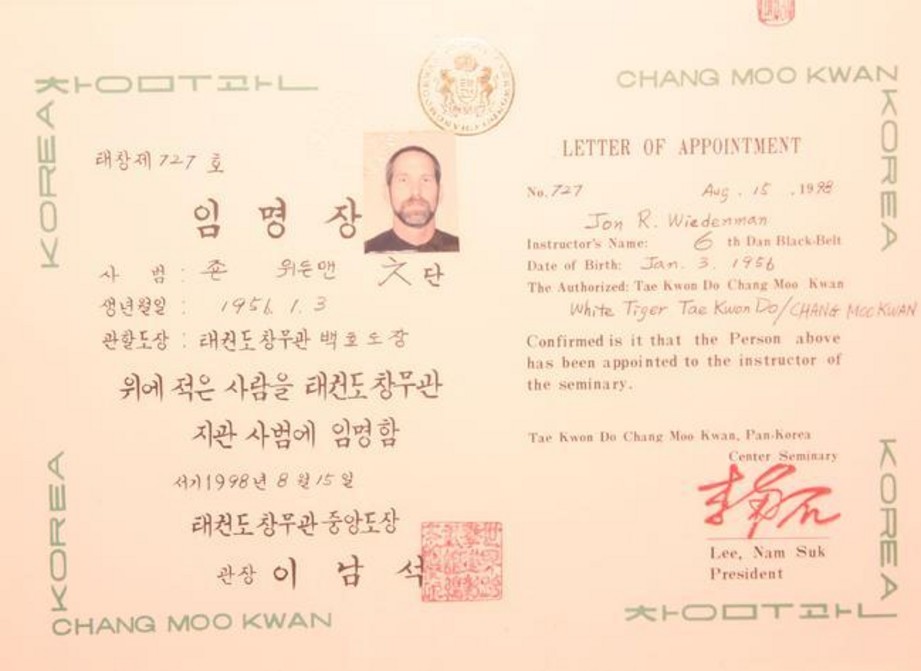 ㅊㅏㅇㅁㅜㄱㅘㄴ
KOREA
태창제 727 호
임 명 장
사 범 : 존 위든맨 六 단
생년월일 : 1956. 1. 3
관할도장 : 태권도창무관 백호도장
위에 적은 사람을 태권도창무관
지관 사범에 임명함
서기1998년 8월 15일
태권도창무관 중앙도장
관장 이 남 석
KOREA
CHANG MOO KWAN
CHANG MOO KWAN
KOREA
LETTER OF APPOINTMENT
No. 727 Aug. 15 .1998
Jon R. Wiedenman
Instructor's Name: 6 th Dan Black-Belt
Date of Birth: Jan. 3. 1956
The Authorized: Tae Kwon Do Chang Moo Kwan
White Tiger Tae Kwon Do/CHANG MOO KWAN
Confirmed is it that the Person above
has been appointed to the instructor of
the seminary.
Tae Kwon Do Chang Moo Kwan, Pan-Korea
Center Seminary
李南石
Lee, Nam Suk
President
KOREA
ㅊㅏㅇㅁㅜㄱㅘㄴ